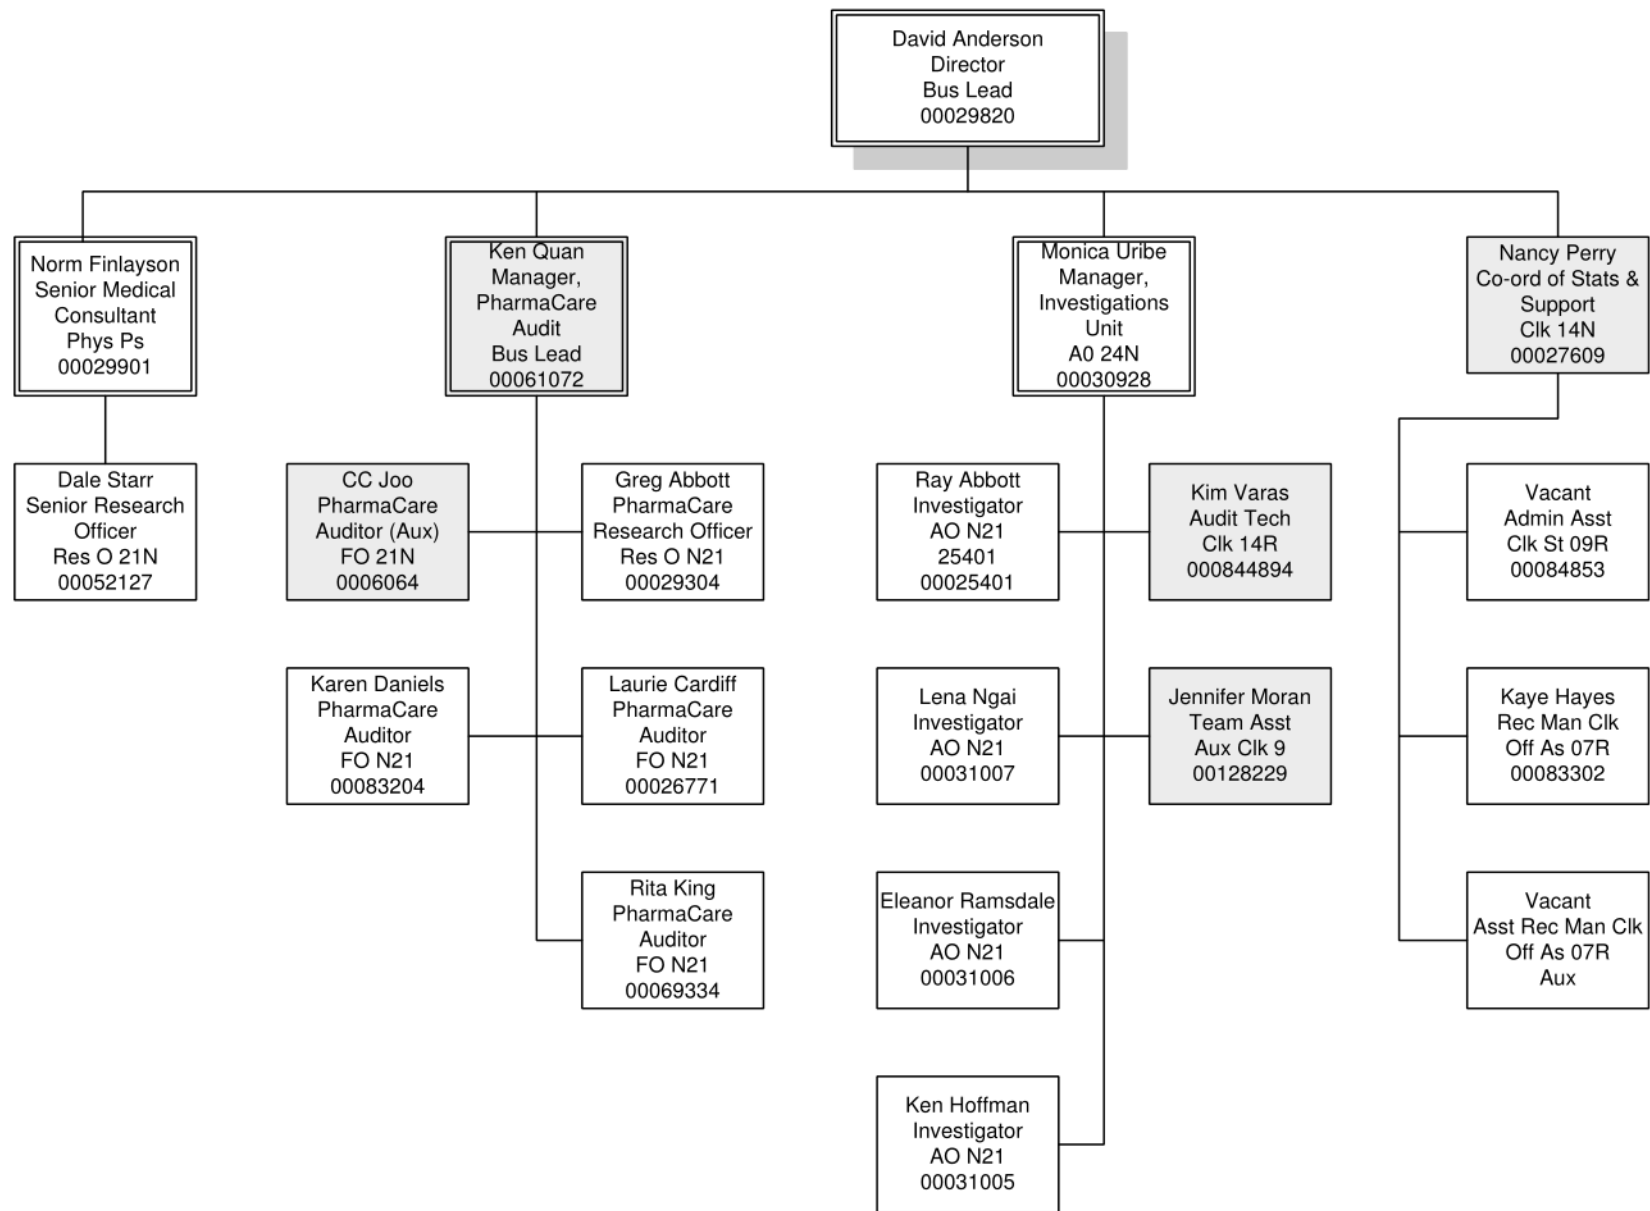 David Anderson
Director
Bus Lead
00029820
Norm Finlayson
Senior Medical
Consultant
Phys Ps
00029901
Ken Quan
Manager,
PharmaCare
Audit
Bus Lead
00061072
Monica Uribe
Manager,
Investigations
Unit
A0 24N
00030928
Nancy Perry
Co-ord of Stats &
Support
Clk 14N
00027609
Dale Starr
Senior Research
Officer
Res O 21N
00052127
CC Joo
PharmaCare
Auditor (Aux)
FO 21N
0006064
Greg Abbott
PharmaCare
Research Officer
Res O N21
00029304
Ray Abbott
Investigator
AO N21
25401
00025401
Kim Varas
Audit Tech
Clk 14R
000844894
Vacant
Admin Asst
Clk St 09R
00084853
Karen Daniels
PharmaCare
Auditor
FO N21
00083204
Laurie Cardiff
PharmaCare
Auditor
FO N21
00026771
Lena Ngai
Investigator
AO N21
00031007
Jennifer Moran
Team Asst
Aux Clk 9
00128229
Kaye Hayes
Rec Man Clk
Off As 07R
00083302
Rita King
PharmaCare
Auditor
FO N21
00069334
Eleanor Ramsdale
Investigator
AO N21
00031006
Vacant
Asst Rec Man Clk
Off As 07R
Aux
Ken Hoffman
Investigator
AO N21
00031005